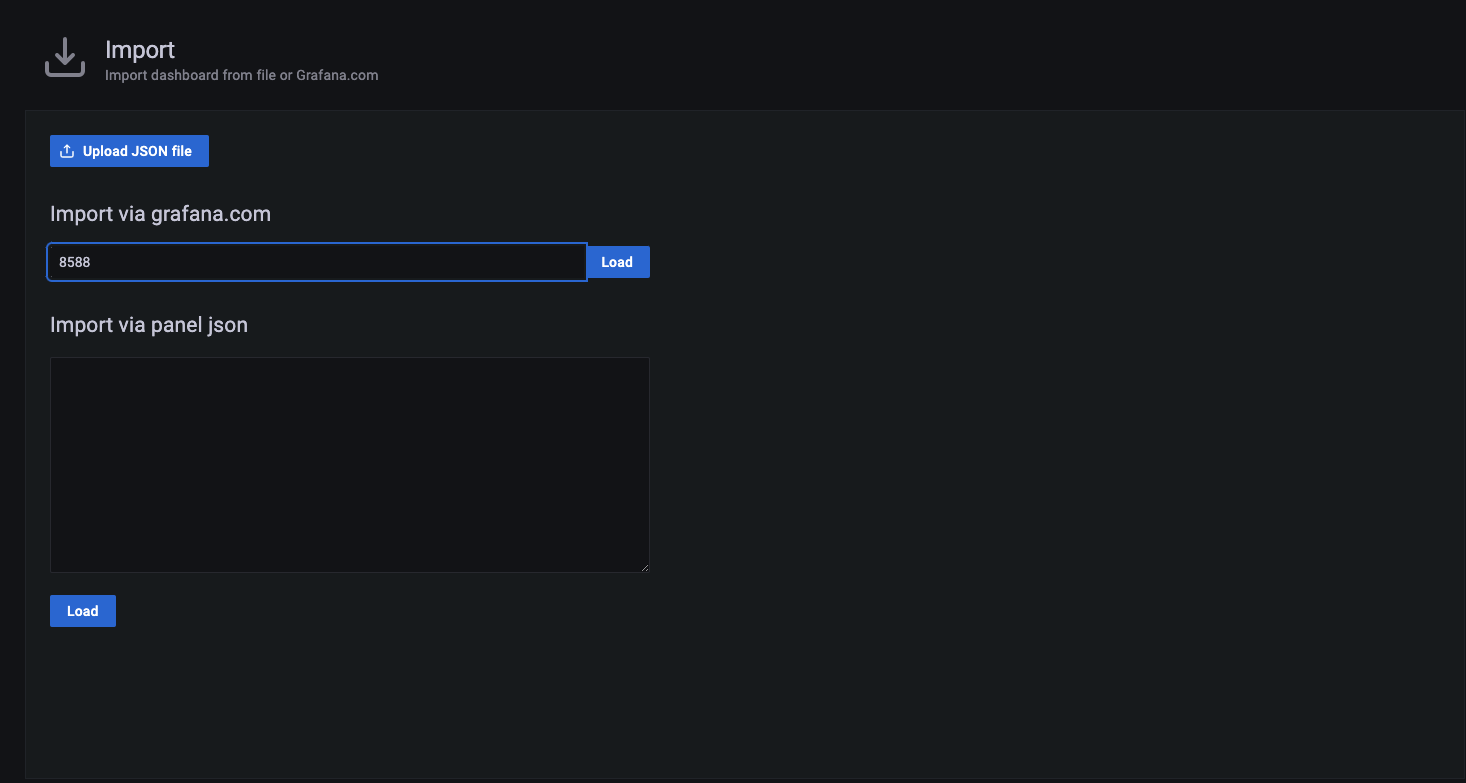 Import
Import dashboard from file or Grafana.com
Upload JSON file
Import via grafana.com
8588
Load
Import via panel json
Load